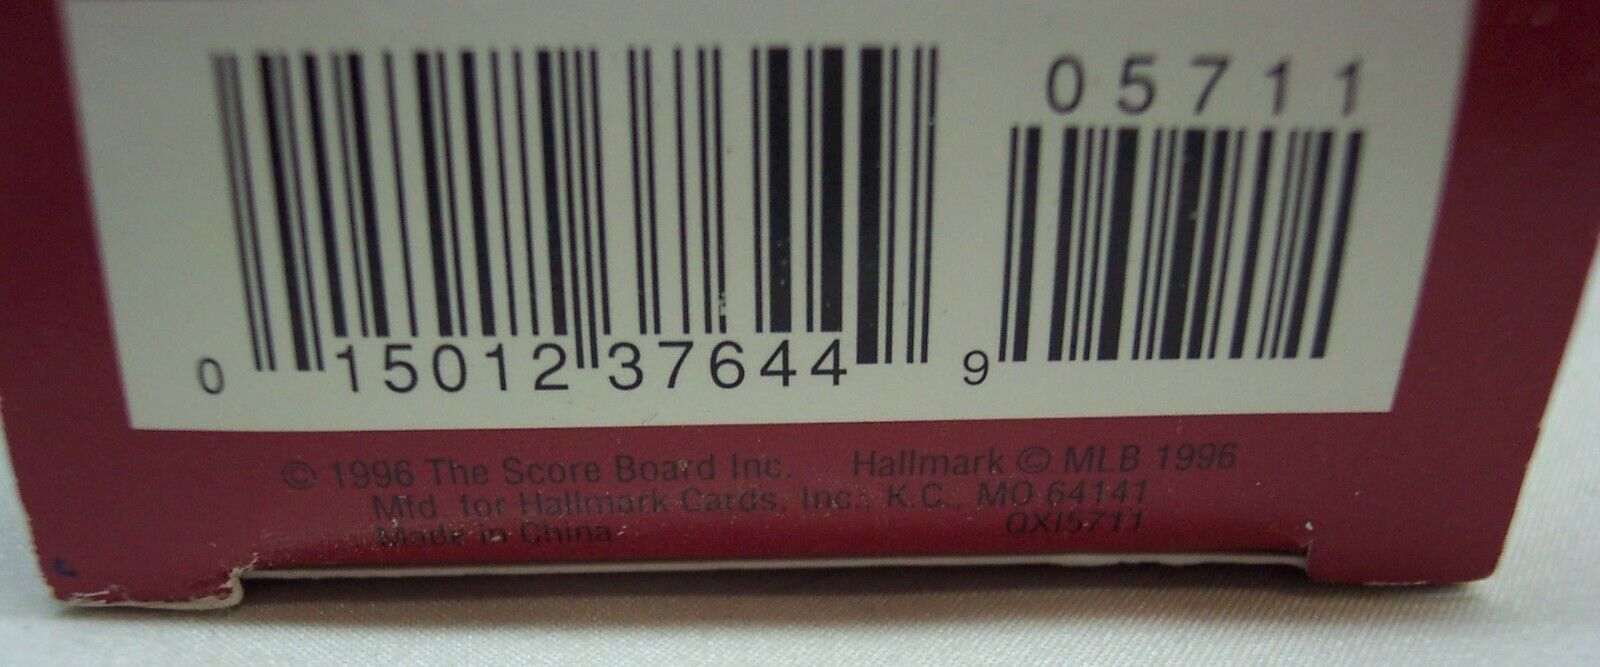 05711
0 15012 37644 9
© 1996 The Score Board Inc. Hallmark © MLB 1996
Mfd. for Hallmark Cards, Inc., K.C., MO 64141
Made in China QXI5711